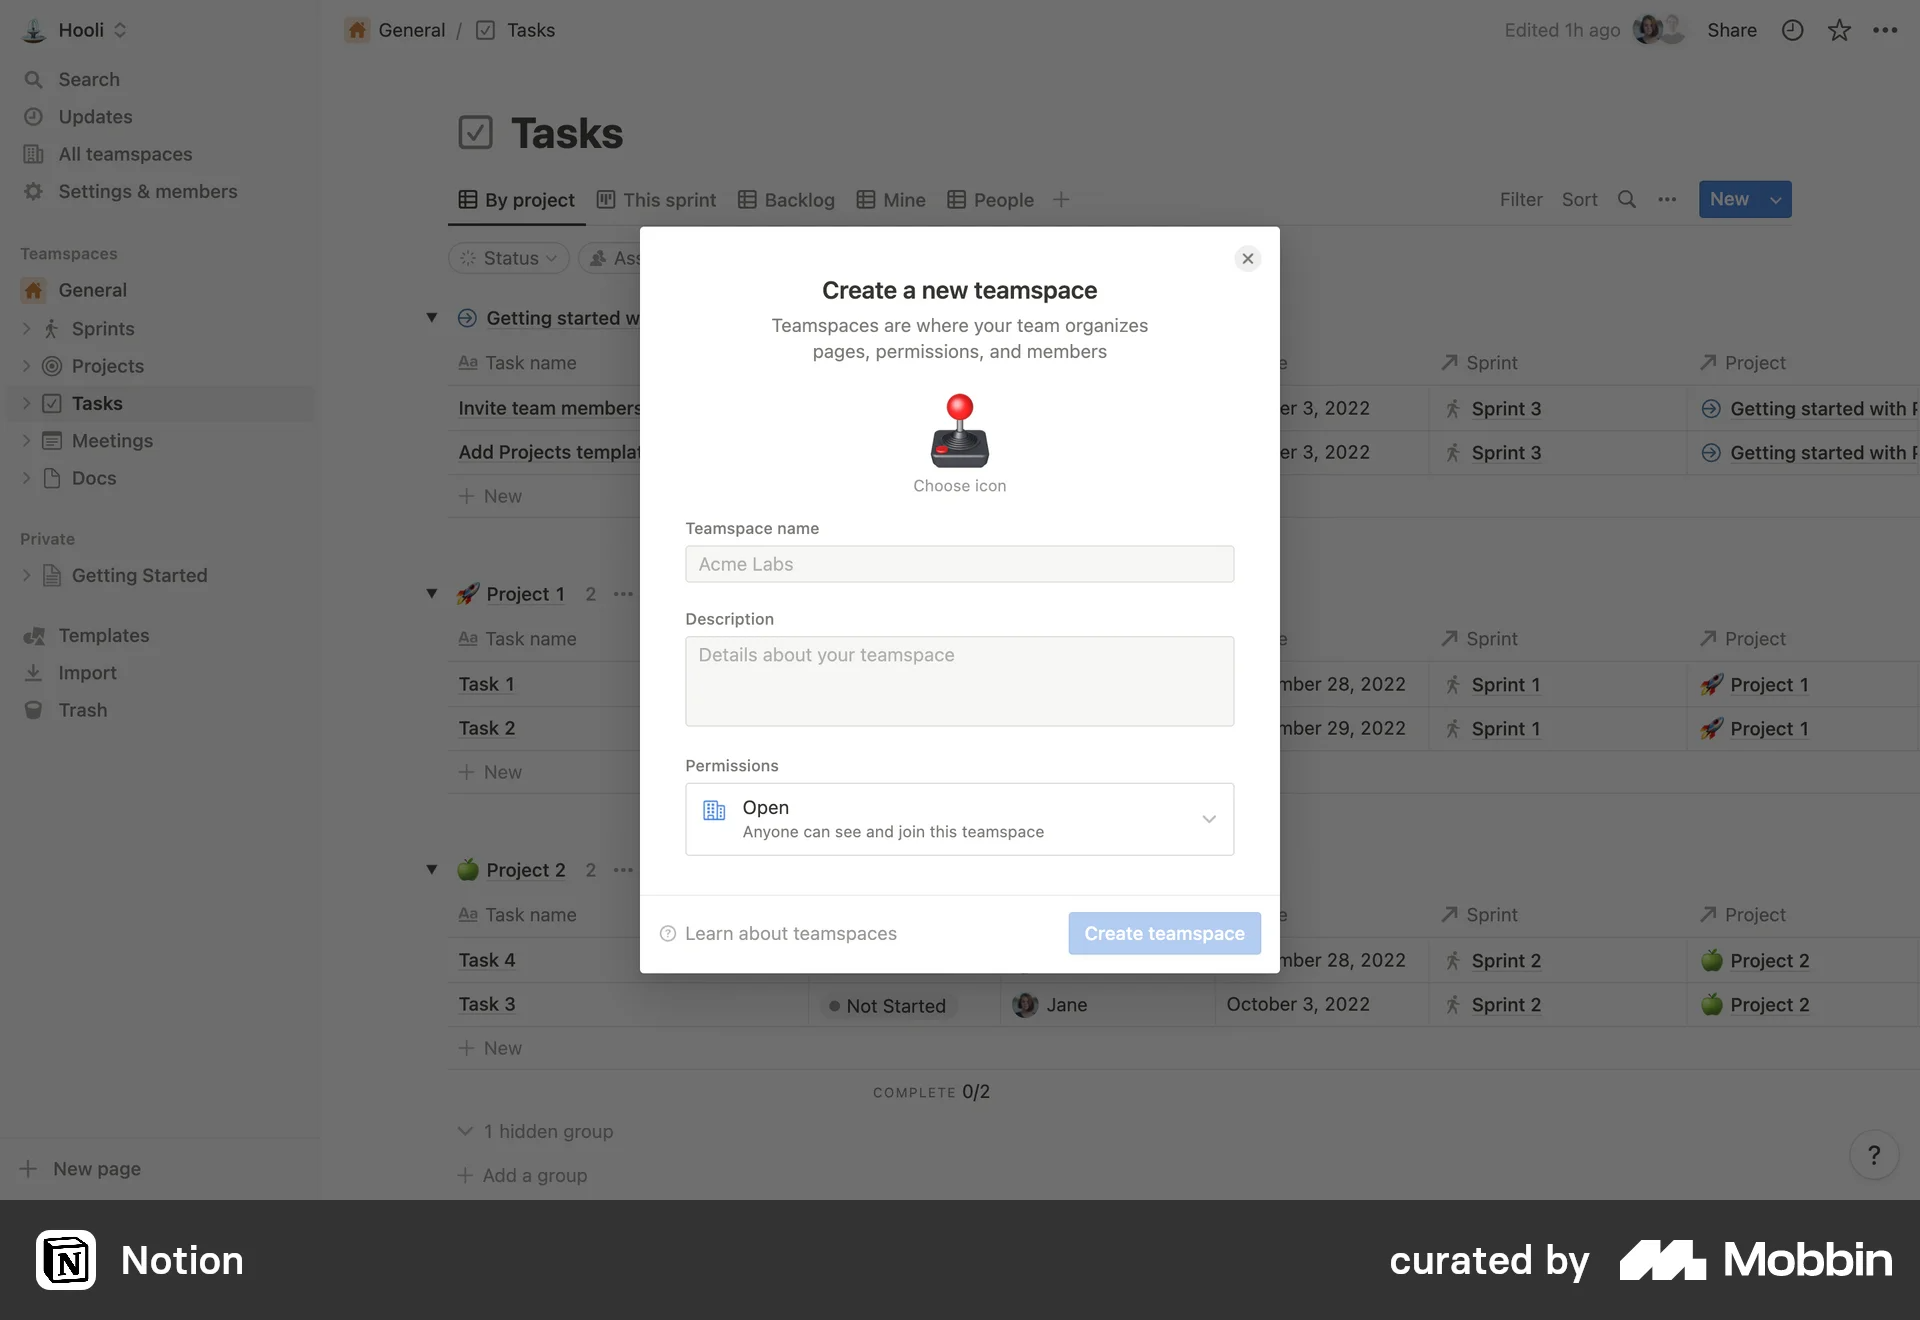 Hooli
General / Tasks
Edited 1h ago
Share
Search
Updates
All teamspaces
Settings & members
Teamspaces
General
Sprints
Projects
Tasks
Meetings
Docs
Private
Getting Started
Templates
Import
Trash
New page
Tasks
By project
This sprint
Backlog
Mine
People
Filter
Sort
New
Status
Ass
Getting started w
Aa Task name
e
Sprint
Project
Invite team members
er 3, 2022
Sprint 3
Getting started with P
Add Projects templat
er 3, 2022
Sprint 3
Getting started with P
New
Project 1 2
Aa Task name
e
Sprint
Project
Task 1
mber 28, 2022
Sprint 1
Project 1
Task 2
mber 29, 2022
Sprint 1
Project 1
New
Project 2 2
Aa Task name
e
Sprint
Project
Task 4
mber 28, 2022
Sprint 2
Project 2
Task 3
Not Started
Jane
October 3, 2022
Sprint 2
Project 2
New
COMPLETE 0/2
1 hidden group
Add a group
?
Create a new teamspace
Teamspaces are where your team organizes
pages, permissions, and members
Choose icon
Teamspace name
Acme Labs
Description
Details about your teamspace
Permissions
Open
Anyone can see and join this teamspace
? Learn about teamspaces
Create teamspace
N Notion
curated by Mobbin